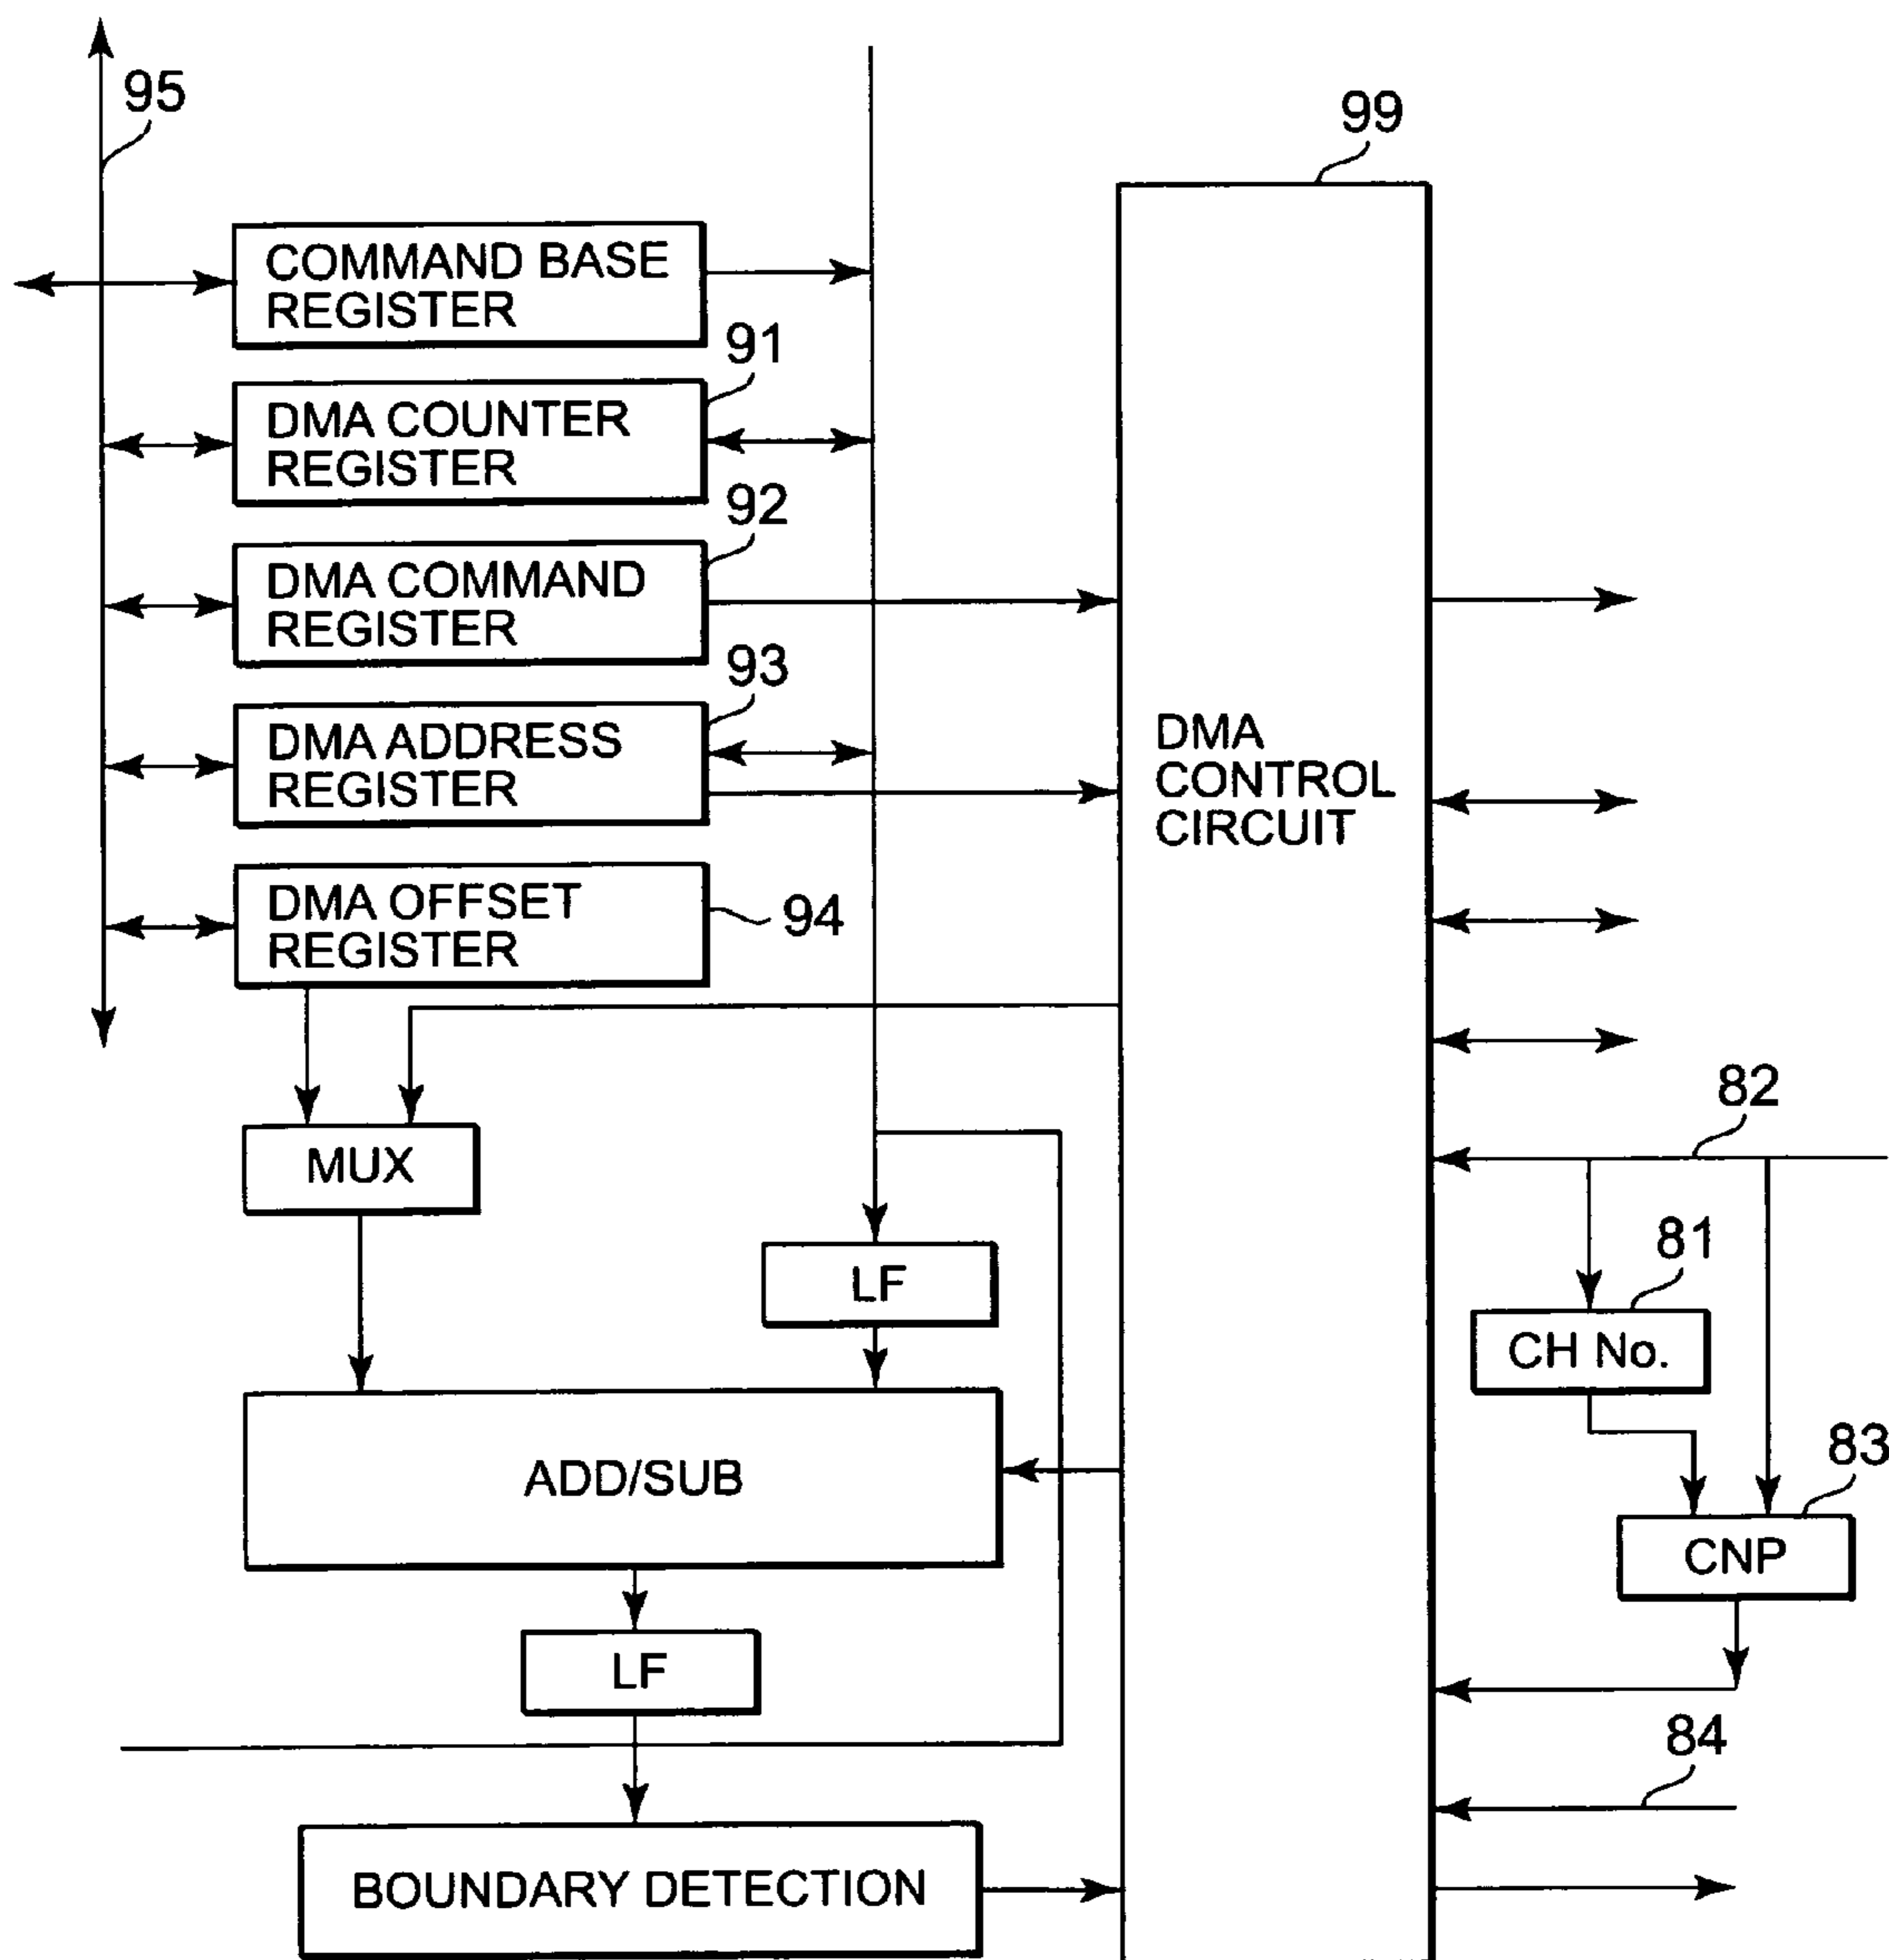 95
99
COMMAND BASE
REGISTER
91
DMA COUNTER
REGISTER
92
DMA COMMAND
REGISTER
93
DMA ADDRESS
REGISTER
DMA
CONTROL
CIRCUIT
DMA OFFSET
REGISTER
94
82
MUX
81
LF
CH No.
83
ADD/SUB
CNP
LF
84
BOUNDARY DETECTION